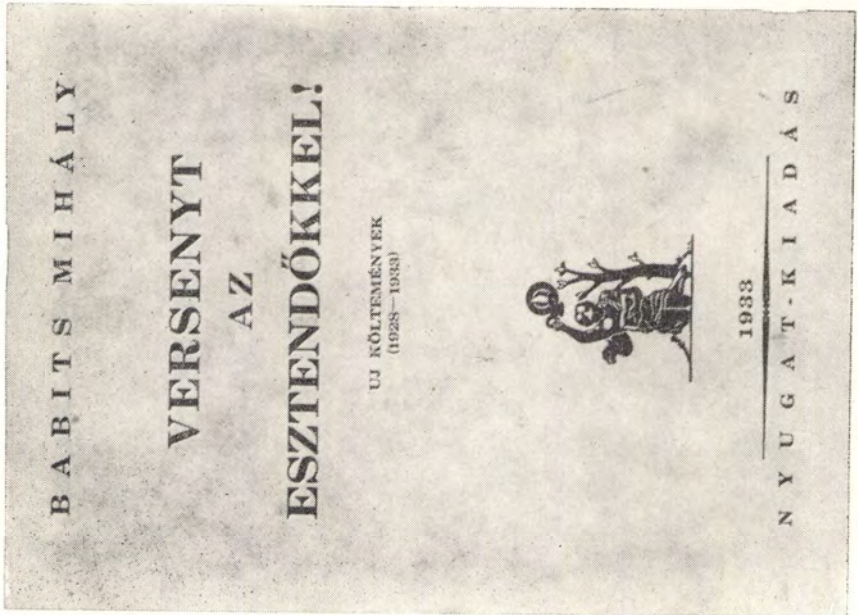 BABITS MIHÁLY
VERSENYT
AZ
ESZTENDŐKKEL!
UJ KÖLTEMÉNYEK
(1928—1933)
1933
NYUGAT-KIADÁS